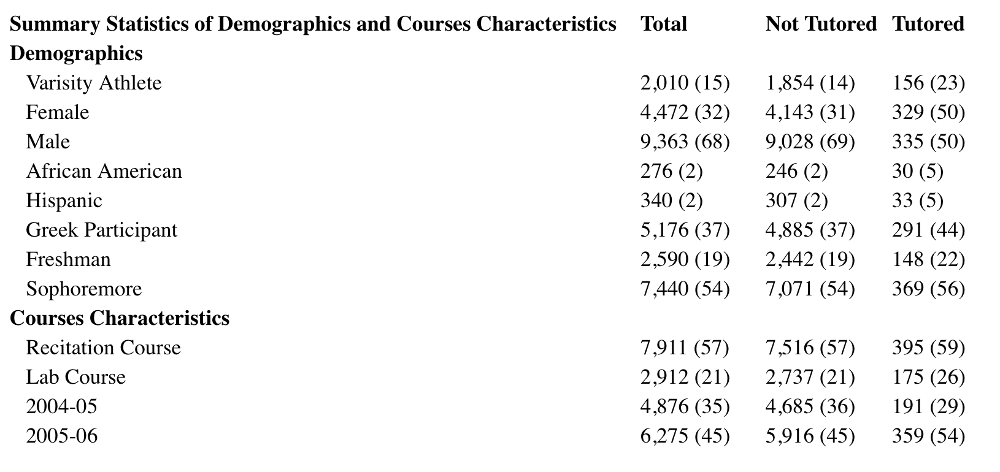 Summary Statistics of Demographics and Courses Characteristics Total Not Tutored Tutored
Demographics
Varisity Athlete 2,010 (15) 1,854 (14) 156 (23)
Female 4,472 (32) 4,143 (31) 329 (50)
Male 9,363 (68) 9,028 (69) 335 (50)
African American 276 (2) 246 (2) 30 (5)
Hispanic 340 (2) 307 (2) 33 (5)
Greek Participant 5,176 (37) 4,885 (37) 291 (44)
Freshman 2,590 (19) 2,442 (19) 148 (22)
Sophoremore 7,440 (54) 7,071 (54) 369 (56)
Courses Characteristics
Recitation Course 7,911 (57) 7,516 (57) 395 (59)
Lab Course 2,912 (21) 2,737 (21) 175 (26)
2004-05 4,876 (35) 4,685 (36) 191 (29)
2005-06 6,275 (45) 5,916 (45) 359 (54)